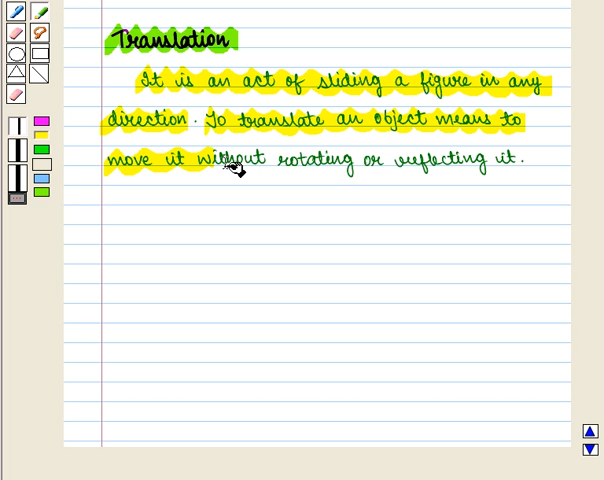 Translation
It is an act of sliding a figure in any
direction. To translate an object means to
move it without rotating or reflecting it.